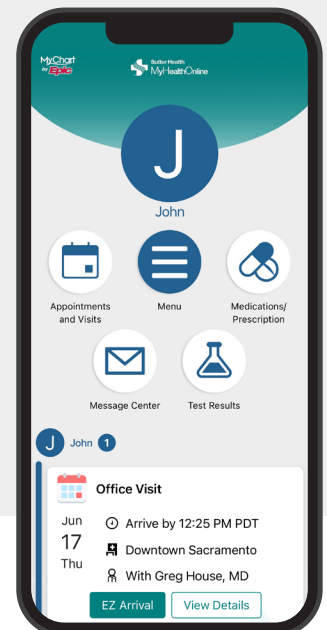 MyChart
by Epic
Sutter Health
MyHealthOnline
J
John
Appointments
and Visits
Menu
Medications/
Prescription
Message Center
Test Results
J John 1
Office Visit
Jun
17
Thu
Arrive by 12:25 PM PDT
Downtown Sacramento
With Greg House, MD
EZ Arrival View Details